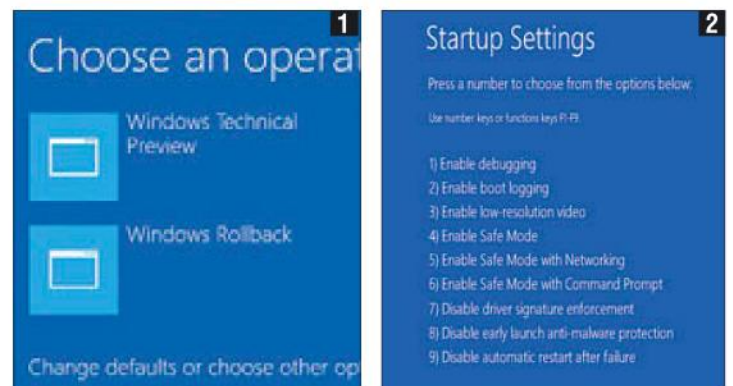 1
Choose an operat
Windows Technical
Preview
Windows Rollback
Change defaults or choose other op
2
Startup Settings
Press a number to choose from the options below:
Use number keys or functions keys F1-F9.
1) Enable debugging
2) Enable boot logging
3) Enable low-resolution video
4) Enable Safe Mode
5) Enable Safe Mode with Networking
6) Enable Safe Mode with Command Prompt
7) Disable driver signature enforcement
8) Disable early launch anti-malware protection
9) Disable automatic restart after failure